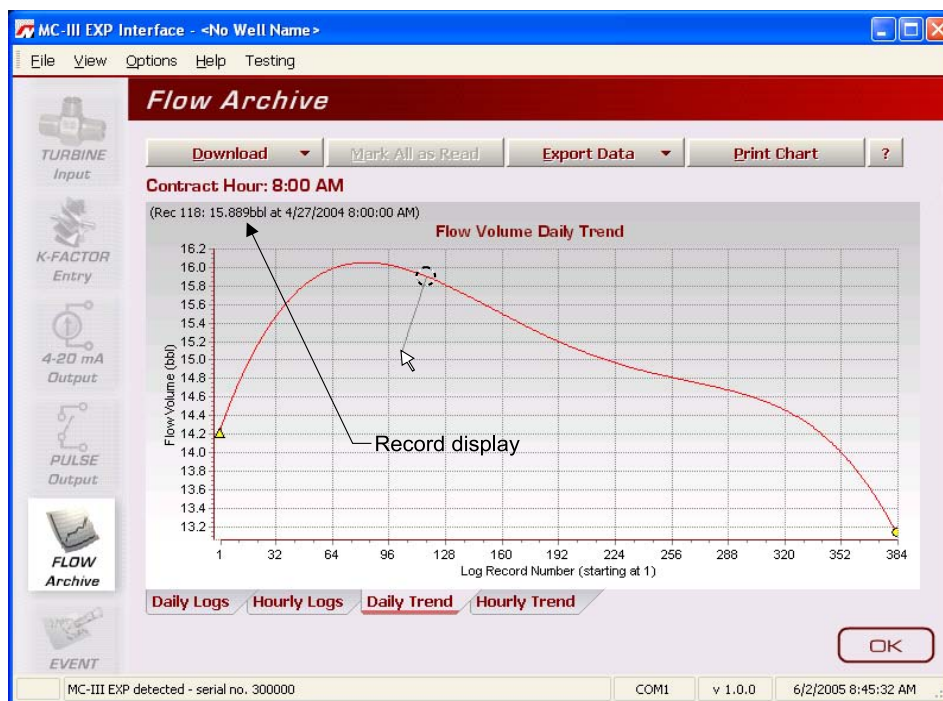 MC-III EXP Interface - <No Well Name>
File View Options Help Testing
Flow Archive
TURBINE
Input
K-FACTOR
Entry
4-20 mA
Output
PULSE
Output
FLOW
Archive
EVENT
Download Mark All as Read Export Data Print Chart ?
Contract Hour: 8:00 AM
(Rec 118: 15.889bbl at 4/27/2004 8:00:00 AM)
Flow Volume Daily Trend
Flow Volume (bbl)
16.2
16.0
15.8
15.6
15.4
15.2
15.0
14.8
14.6
14.4
14.2
14.0
13.8
13.6
13.4
13.2
Record display
1 32 64 96 128 160 192 224 256 288 320 352 384
Log Record Number (starting at 1)
Daily Logs Hourly Logs Daily Trend Hourly Trend
OK
MC-III EXP detected - serial no. 300000 COM1 v 1.0.0 6/2/2005 8:45:32 AM